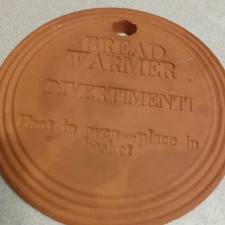 BREAD
WARMER
DIVERTIMENTI
Heat in oven—place in
basket